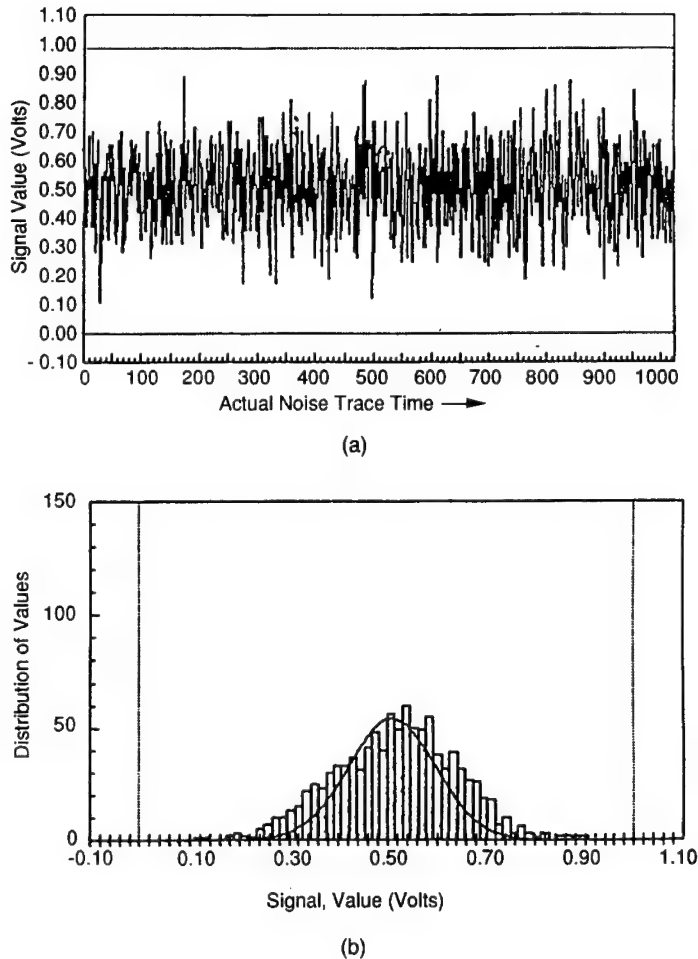 1.10
1.00
0.90
0.80
0.70
0.60
0.50
0.40
0.30
0.20
0.10
0.00
- 0.10
Signal Value (Volts)
0 100 200 300 400 500 600 700 800 900 1000
Actual Noise Trace Time
(a)
150
100
50
0
Distribution of Values
-0.10 0.10 0.30 0.50 0.70 0.90 1.10
Signal, Value (Volts)
(b)